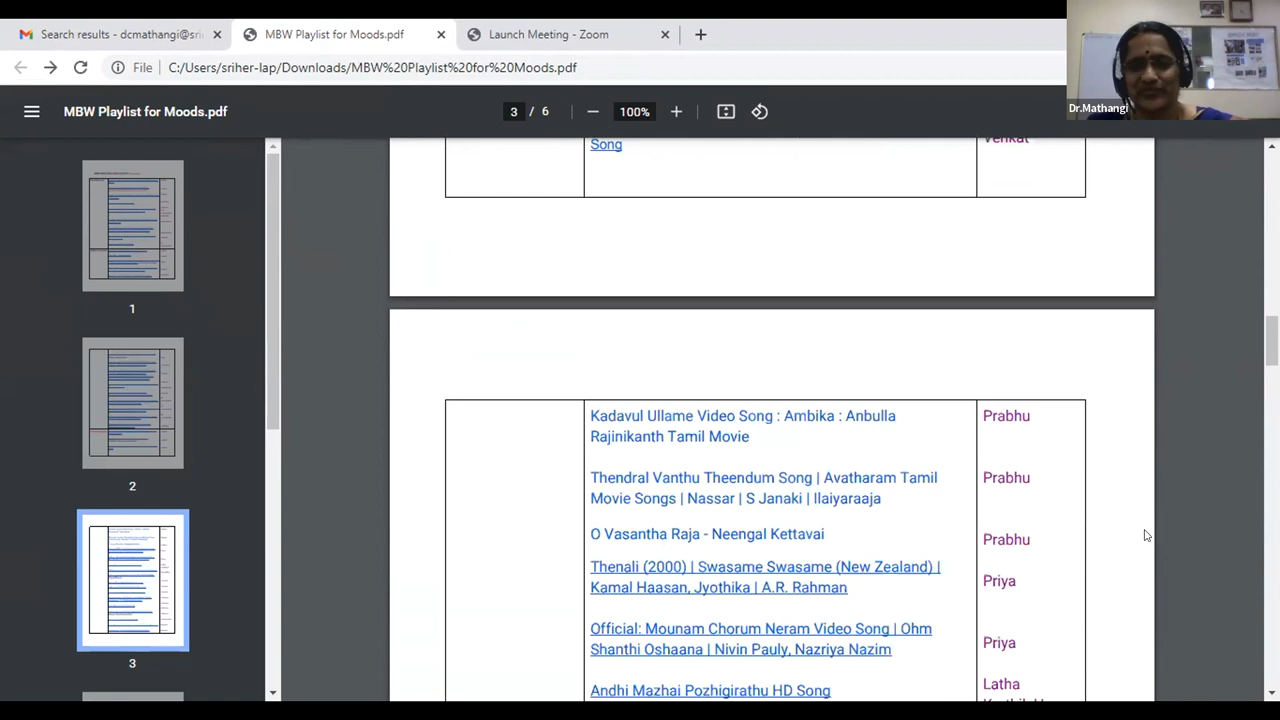 Search results - dcmathangi@sri
MBW Playlist for Moods.pdf
Launch Meeting - Zoom
File
C:/Users/sriher-lap/Downloads/MBW%20Playlist%20for%20Moods.pdf
MBW Playlist for Moods.pdf
3 / 6
100%
Dr.Mathangi
1
2
3
Song
Venkat
Kadavul Ullame Video Song : Ambika : Anbulla
Rajinikanth Tamil Movie
Prabhu
Thendral Vanthu Theendum Song | Avatharam Tamil
Movie Songs | Nassar | S Janaki | Ilaiyaraaja
Prabhu
O Vasantha Raja - Neengal Kettavai
Prabhu
Thenali (2000) | Swasame Swasame (New Zealand) |
Kamal Haasan, Jyothika | A.R. Rahman
Priya
Official: Mounam Chorum Neram Video Song | Ohm
Shanthi Oshaana | Nivin Pauly, Nazriya Nazim
Priya
Andhi Mazhai Pozhigirathu HD Song
Latha